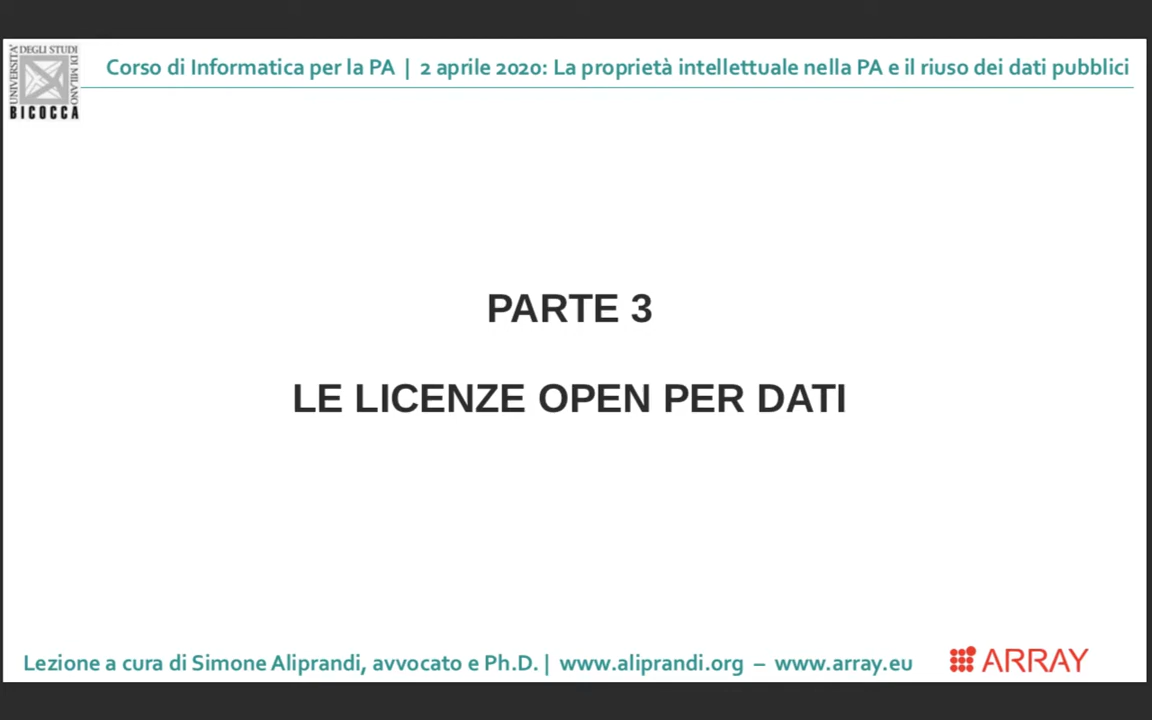 UNIVERSITA' DEGLI STUDI DI MILANO
BICOCCA
Corso di Informatica per la PA | 2 aprile 2020: La proprietà intellettuale nella PA e il riuso dei dati pubblici
PARTE 3
LE LICENZE OPEN PER DATI
Lezione a cura di Simone Aliprandi, avvocato e Ph.D. | www.aliprandi.org – www.array.eu
ARRAY